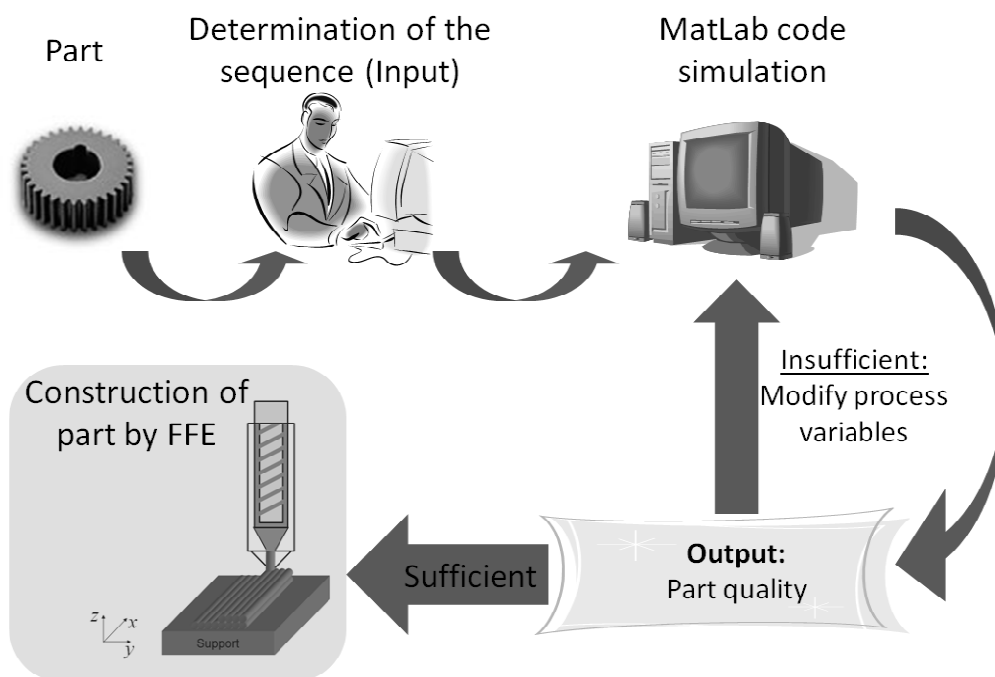 Part
Determination of the
sequence (Input)
MatLab code
simulation
Insufficient:
Modify process
variables
Output:
Part quality
Sufficient
Construction of
part by FFE
z
x
y
Support